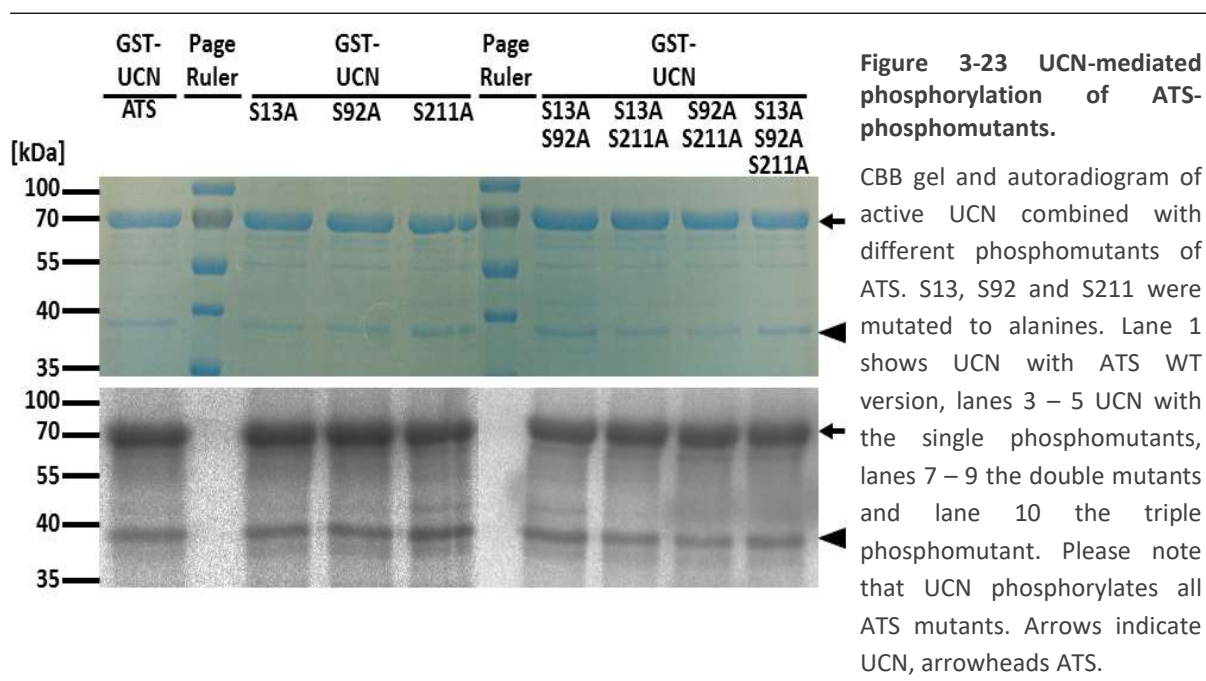 GST- Page GST- Page GST-
UCN Ruler UCN Ruler UCN
ATS S13A S92A S211A S13A S13A S92A S13A
S92A S211A S211A S92A
S211A
[kDa]
100
70
55
40
35
100
70
55
40
35
Figure 3-23 UCN-mediated
phosphorylation of ATS-
phosphomutants.
CBB gel and autoradiogram of
active UCN combined with
different phosphomutants of
ATS. S13, S92 and S211 were
mutated to alanines. Lane 1
shows UCN with ATS WT
version, lanes 3 – 5 UCN with
the single phosphomutants,
lanes 7 – 9 the double mutants
and lane 10 the triple
phosphomutant. Please note
that UCN phosphorylates all
ATS mutants. Arrows indicate
UCN, arrowheads ATS.